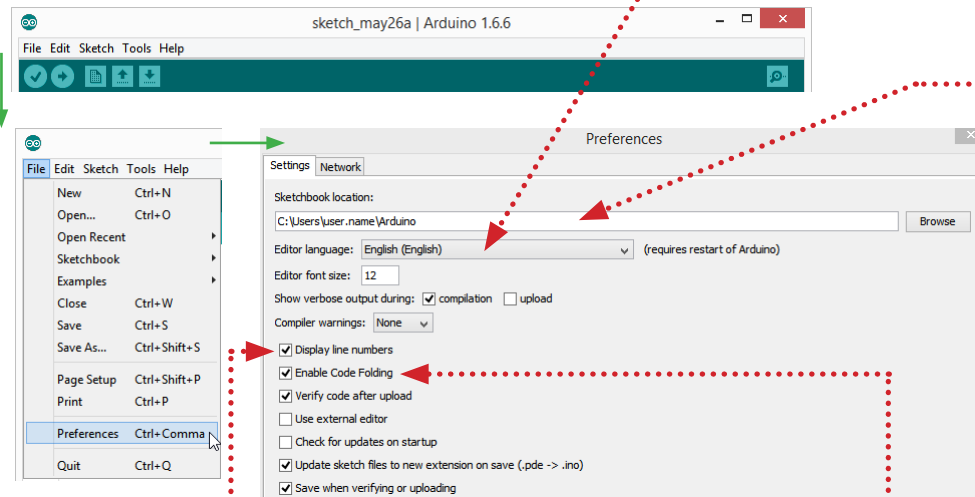 sketch_may26a | Arduino 1.6.6
File Edit Sketch Tools Help
File Edit Sketch Tools Help
New Ctrl+N
Open... Ctrl+O
Open Recent
Sketchbook
Examples
Close Ctrl+W
Save Ctrl+S
Save As... Ctrl+Shift+S
Page Setup Ctrl+Shift+P
Print Ctrl+P
Preferences Ctrl+Comma
Quit Ctrl+Q
Preferences
Settings Network
Sketchbook location:
C:\Users\user.name\Arduino Browse
Editor language: English (English) (requires restart of Arduino)
Editor font size: 12
Show verbose output during: compilation upload
Compiler warnings: None
Display line numbers
Enable Code Folding
Verify code after upload
Use external editor
Check for updates on startup
Update sketch files to new extension on save (.pde -> .ino)
Save when verifying or uploading